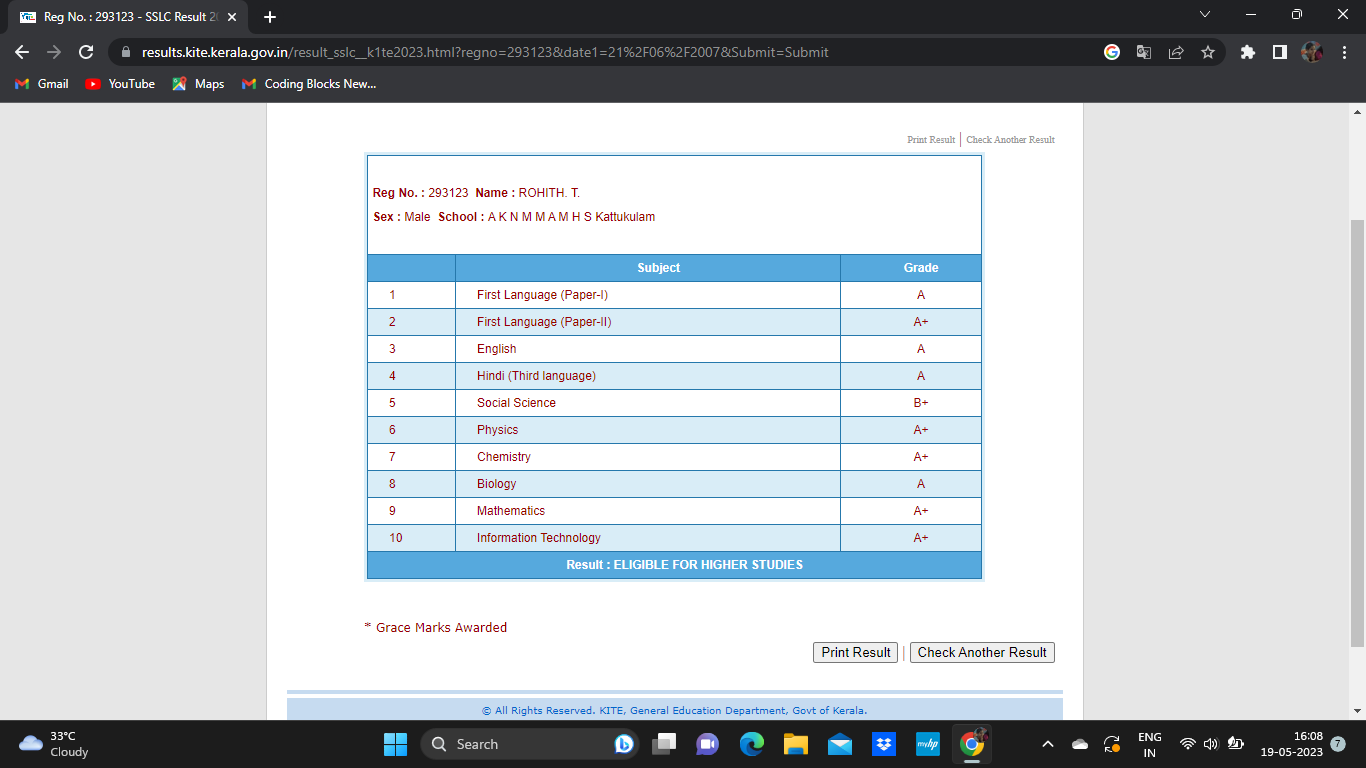 Reg No. : 293123 - SSLC Result 20
results.kite.kerala.gov.in/result_sslc__k1te2023.html?regno=293123&date1=21%2F06%2F2007&Submit=Submit
Gmail YouTube Maps Coding Blocks New...
Print Result Check Another Result
Reg No. : 293123 Name : ROHITH. T.
Sex : Male School : A K N M M A M H S Kattukulam
Subject Grade
1 First Language (Paper-I) A
2 First Language (Paper-II) A+
3 English A
4 Hindi (Third language) A
5 Social Science B+
6 Physics A+
7 Chemistry A+
8 Biology A
9 Mathematics A+
10 Information Technology A+
Result : ELIGIBLE FOR HIGHER STUDIES
* Grace Marks Awarded
Print Result | Check Another Result
© All Rights Reserved. KITE, General Education Department, Govt of Kerala.
33°C
Cloudy
Search
myhp
ENG
IN
16:08
19-05-2023
7